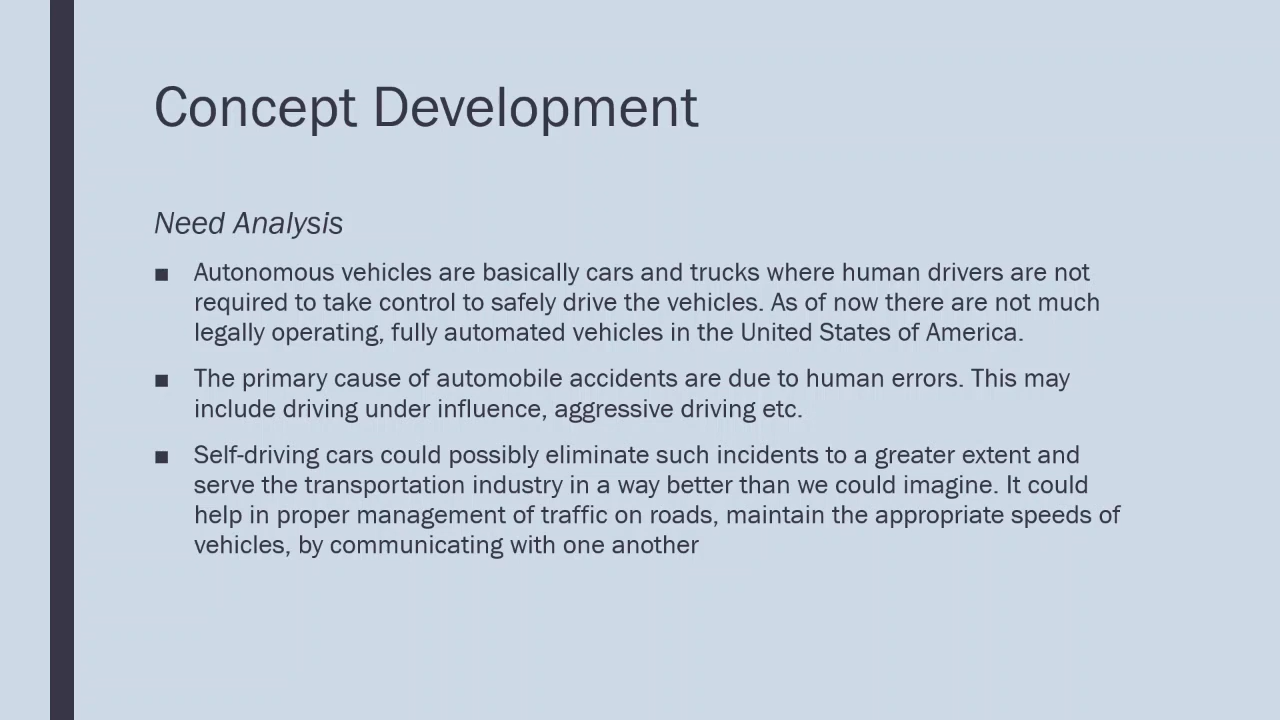 Concept Development
Need Analysis
■ Autonomous vehicles are basically cars and trucks where human drivers are not
required to take control to safely drive the vehicles. As of now there are not much
legally operating, fully automated vehicles in the United States of America.
■ The primary cause of automobile accidents are due to human errors. This may
include driving under influence, aggressive driving etc.
■ Self-driving cars could possibly eliminate such incidents to a greater extent and
serve the transportation industry in a way better than we could imagine. It could
help in proper management of traffic on roads, maintain the appropriate speeds of
vehicles, by communicating with one another